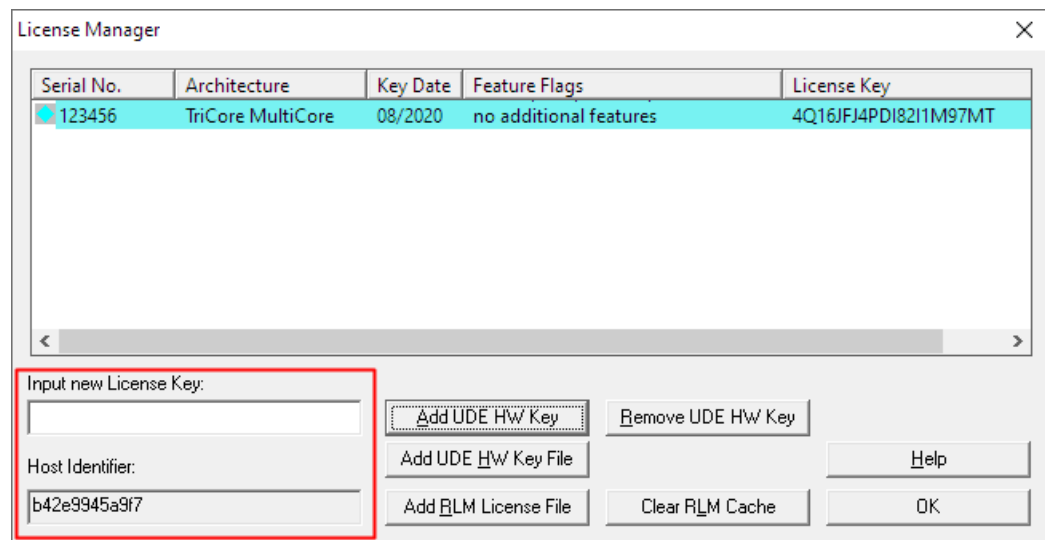 License Manager
Serial No. Architecture Key Date Feature Flags License Key
123456 TriCore MultiCore 08/2020 no additional features 4Q16JFJ4PDI82I1M97MT
Input new License Key:
Add UDE HW Key Remove UDE HW Key
Host Identifier: Add UDE HW Key File Help
b42e9945a9f7 Add RLM License File Clear RLM Cache OK